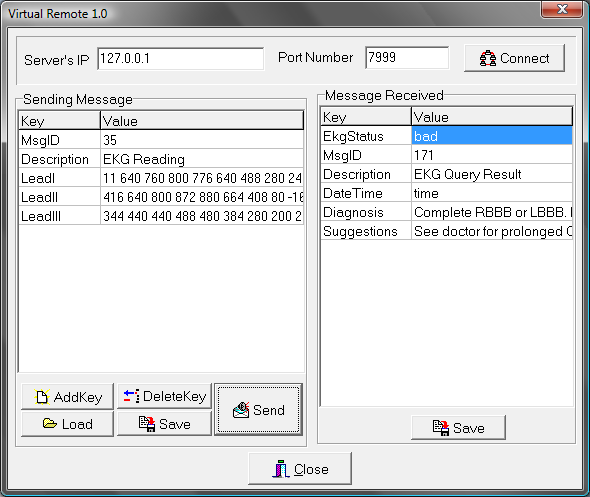 Virtual Remote 1.0
Server's IP 127.0.0.1 Port Number 7999 Connect
Sending Message
Key Value
MsgID 35
Description EKG Reading
LeadI 11 640 760 800 776 640 488 280 24
LeadII 416 640 800 872 880 664 408 80 -16
LeadIII 344 440 440 488 480 384 280 200 2
AddKey DeleteKey
Load Save
Send
Message Received
Key Value
EkgStatus bad
MsgID 171
Description EKG Query Result
DateTime time
Diagnosis Complete RBBB or LBBB.
Suggestions See doctor for prolonged
Save
Close